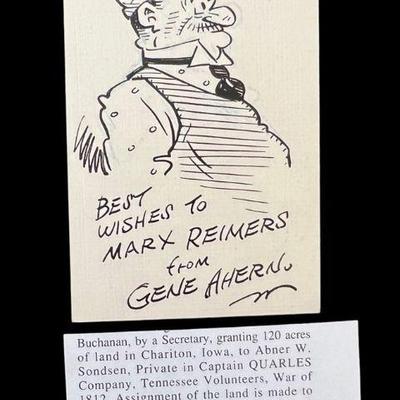 BEST
WISHES TO
MARX REIMERS
from
GENE AHERN.
Buchanan, by a Secretary, granting 120 acres
of land in Chariton, Iowa, to Abner W.
Sondsen, Private in Captain QUARLES
Company, Tennessee Volunteers, War of
1812. Assignment of the land is made to